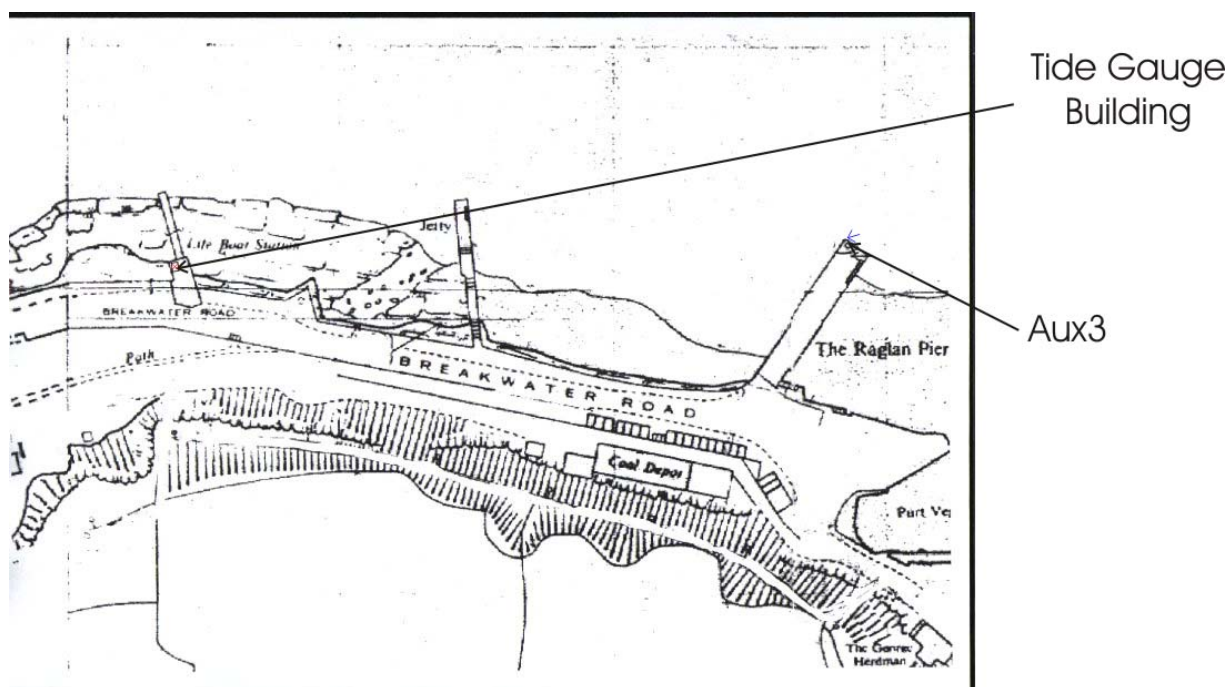 Tide Gauge
Building
Jetty
Life Boat Station
BREAKWATER ROAD
Aux3
The Raglan Pier
Path
BREAKWATER ROAD
Coal Depot
Port
Herdman